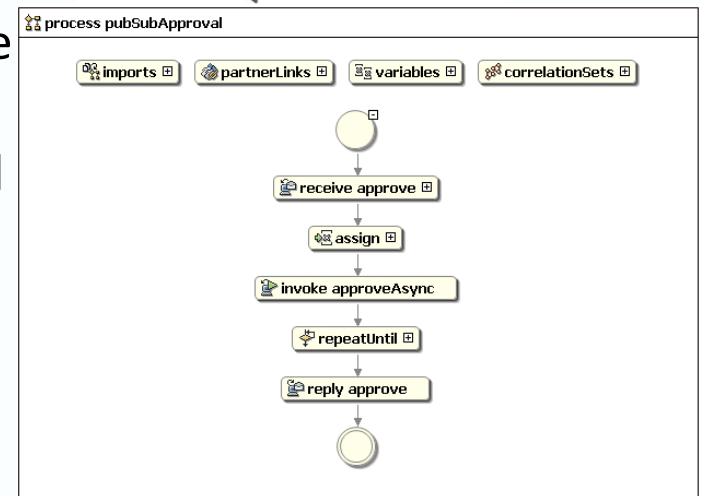 process pubSubApproval
e
imports partnerLinks variables correlationSets
receive approve
assign
invoke approveAsync
repeatUntil
reply approve